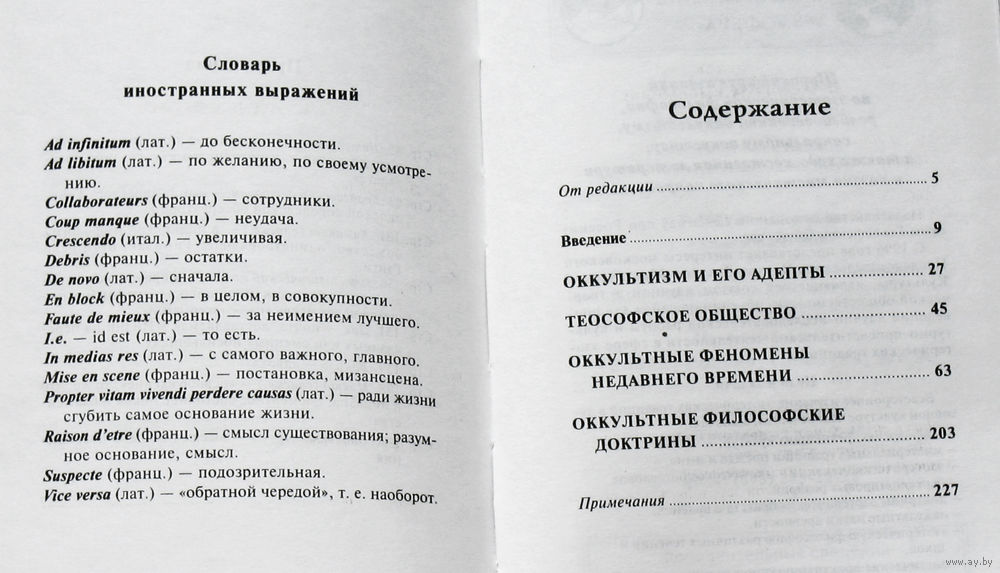 Словарь
иностранных выражений
Ad infinitum (лат.) — до бесконечности.
Ad libitum (лат.) — по желанию, по своему усмотре-
нию.
Collaborateurs (франц.) — сотрудники.
Coup manque (франц.) — неудача.
Crescendo (итал.) — увеличивая.
Debris (франц.) — остатки.
De novo (лат.) — сначала.
En block (франц.) — в целом, в совокупности.
Faute de mieux (франц.) — за неимением лучшего.
I.e. — id est (лат.) — то есть.
In medias res (лат.) — с самого важного, главного.
Mise en scene (франц.) — постановка, мизансцена.
Propter vitam vivendi perdere causas (лат.) — ради жизни
сгубить самое основание жизни.
Raison d'etre (франц.) — смысл существования; разум-
ное основание, смысл.
Suspecte (франц.) — подозрительная.
Vice versa (лат.) — «обратной чередой», т. е. наоборот.
Содержание
От редакции 5
Введение 9
ОККУЛЬТИЗМ И ЕГО АДЕПТЫ 27
ТЕОСОФСКОЕ ОБЩЕСТВО 45
ОККУЛЬТНЫЕ ФЕНОМЕНЫ
НЕДАВНЕГО ВРЕМЕНИ 63
ОККУЛЬТНЫЕ ФИЛОСОФСКИЕ
ДОКТРИНЫ 203
Примечания 227
www.ay.by